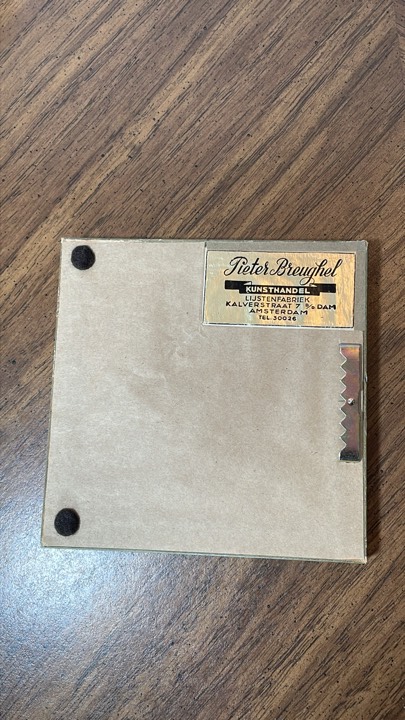 Pieter Breughel
KUNSTHANDEL
LIJSTENFABRIEK
KALVERSTRAAT 7 B/D DAM
AMSTERDAM
TEL. 30026